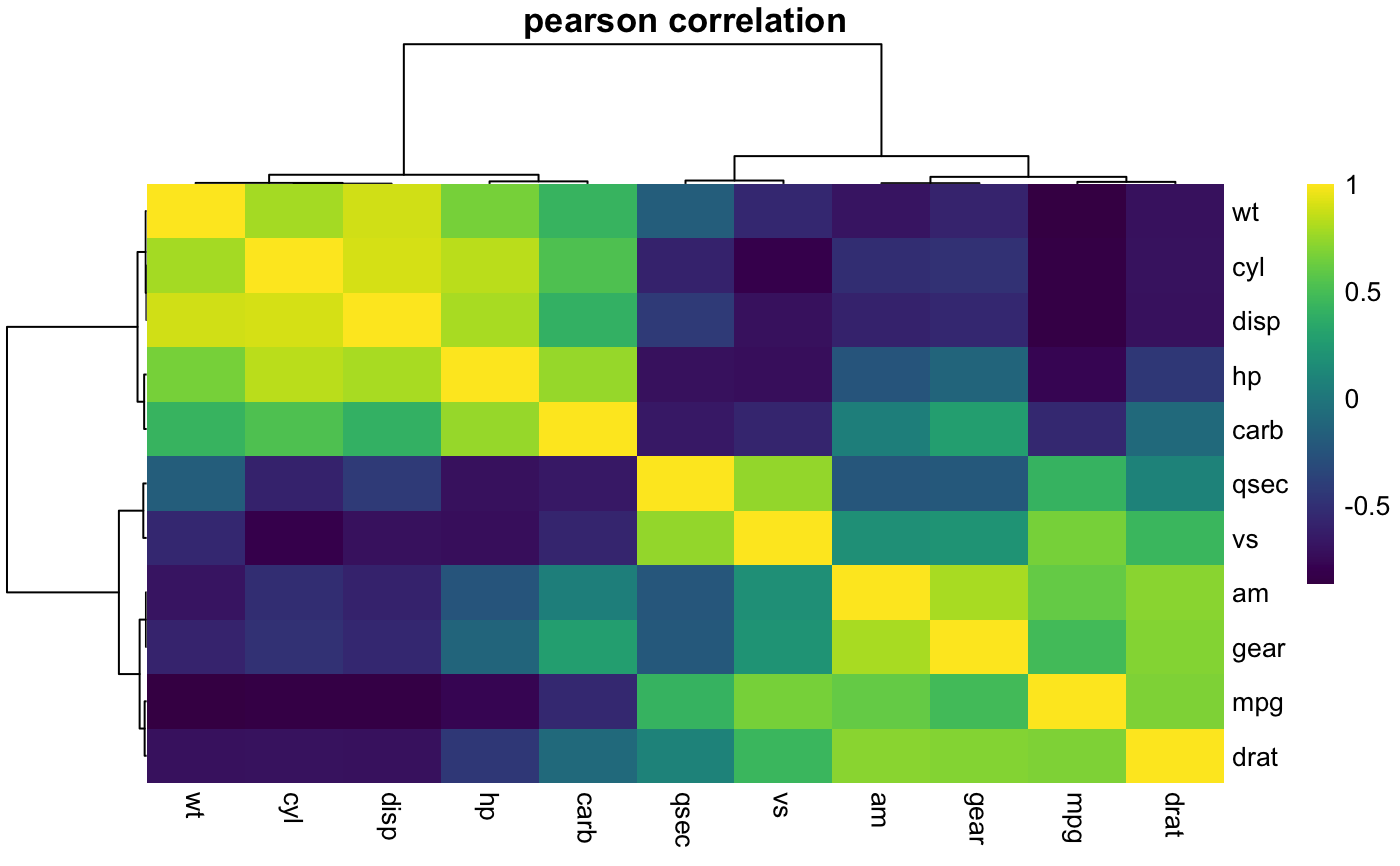 pearson correlation
wt
cyl
disp
hp
carb
qsec
vs
am
gear
mpg
drat
1
0.5
0
-0.5
wt
cyl
disp
hp
carb
qsec
vs
am
gear
mpg
drat